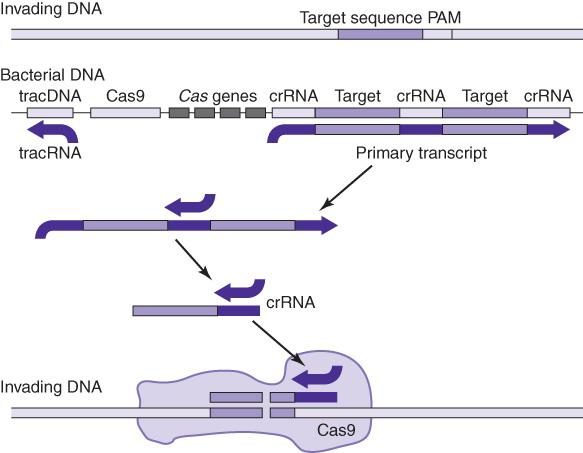 Invading DNA
Target sequence PAM
Bacterial DNA
tracDNA Cas9 Cas genes crRNA Target crRNA Target crRNA
tracRNA
Primary transcript
crRNA
Invading DNA
Cas9